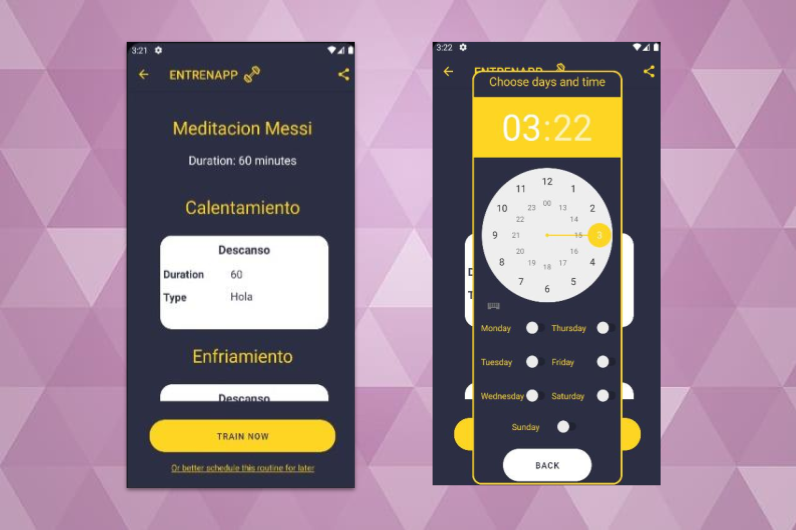 3:21
ENTRENAPP
Meditacion Messi
Duration: 60 minutes
Calentamiento
Descanso
Duration 60
Type Hola
Enfriamiento
Descanso
TRAIN NOW
Or better schedule this routine for later
3:22
ENTRENAPP
Choose days and time
03:22
12
11 1
00
23 13
10 2
22 14
9 21 15 3
20 16
8 4
19 17
18
7 5
6
D
T
Monday Thursday
Tuesday Friday
Wednesday Saturday
Sunday
BACK